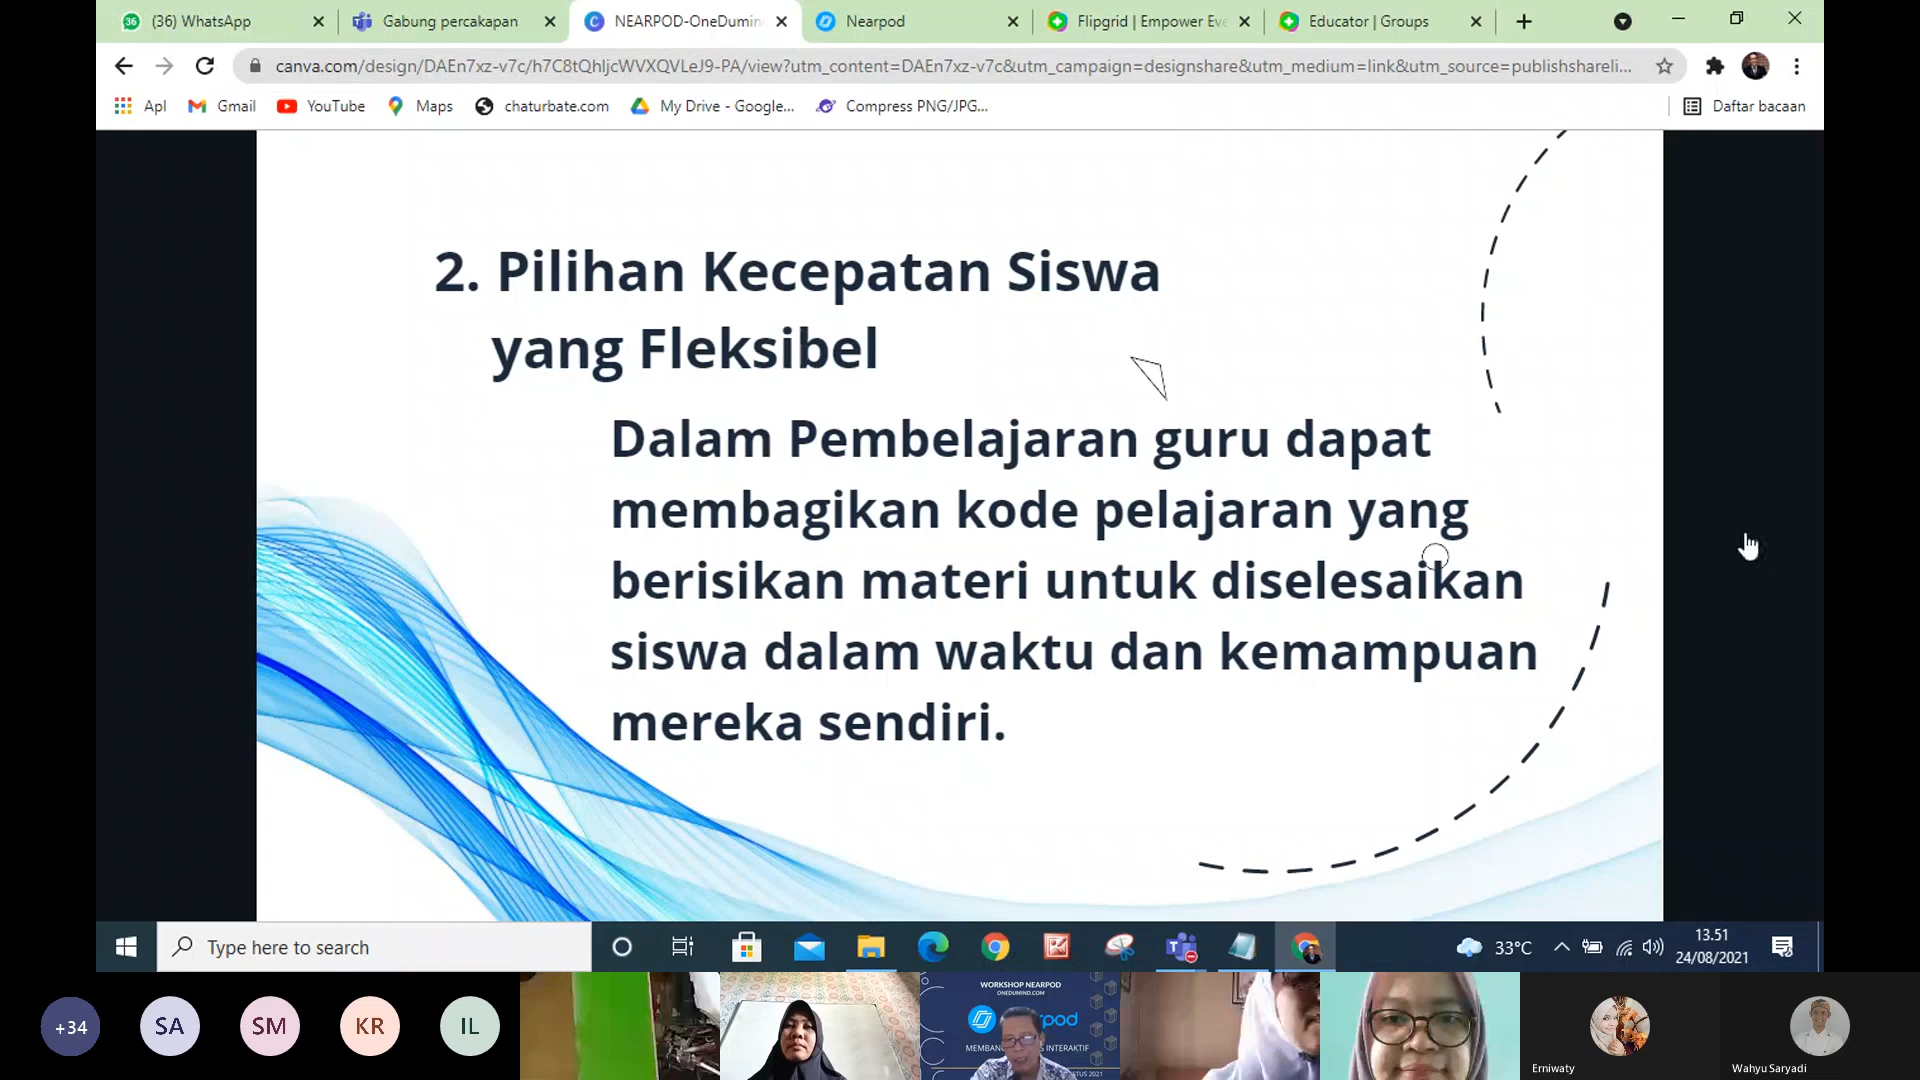 (36) WhatsApp
Gabung percakapan
NEARPOD-OneDumin
Nearpod
Flipgrid | Empower Eve
Educator | Groups
canva.com/design/DAEn7xz-v7c/h7C8tQhljcWVXQVLeJ9-PA/view?utm_content=DAEn7xz-v7c&utm_campaign=designshare&utm_medium=link&utm_source=publishshareli...
Apl
Gmail
YouTube
Maps
chaturbate.com
My Drive - Google...
Compress PNG/JPG...
Daftar bacaan
2. Pilihan Kecepatan Siswa
yang Fleksibel
Dalam Pembelajaran guru dapat
membagikan kode pelajaran yang
berisikan materi untuk diselesaikan
siswa dalam waktu dan kemampuan
mereka sendiri.
Type here to search
33°C
13.51
24/08/2021
+34
SA
SM
KR
IL
WORKSHOP NEARPOD
ONEDUMIND.COM
Erniwaty
Wahyu Saryadi